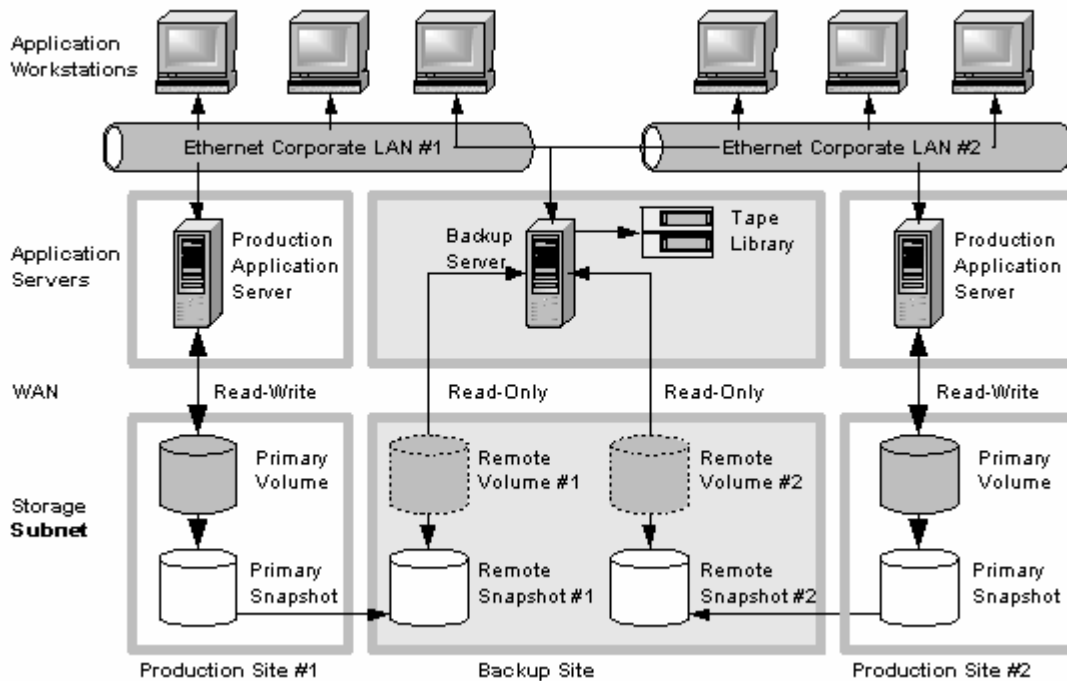 Application
Workstations
Ethernet Corporate LAN #1
Ethernet Corporate LAN #2
Application
Servers
Production
Application
Server
Backup
Server
Tape
Library
Production
Application
Server
WAN
Read-Write
Read-Only
Read-Only
Read-Write
Storage
Subnet
Primary
Volume
Remote
Volume #1
Remote
Volume #2
Primary
Volume
Primary
Snapshot
Remote
Snapshot #1
Remote
Snapshot #2
Primary
Snapshot
Production Site #1
Backup Site
Production Site #2